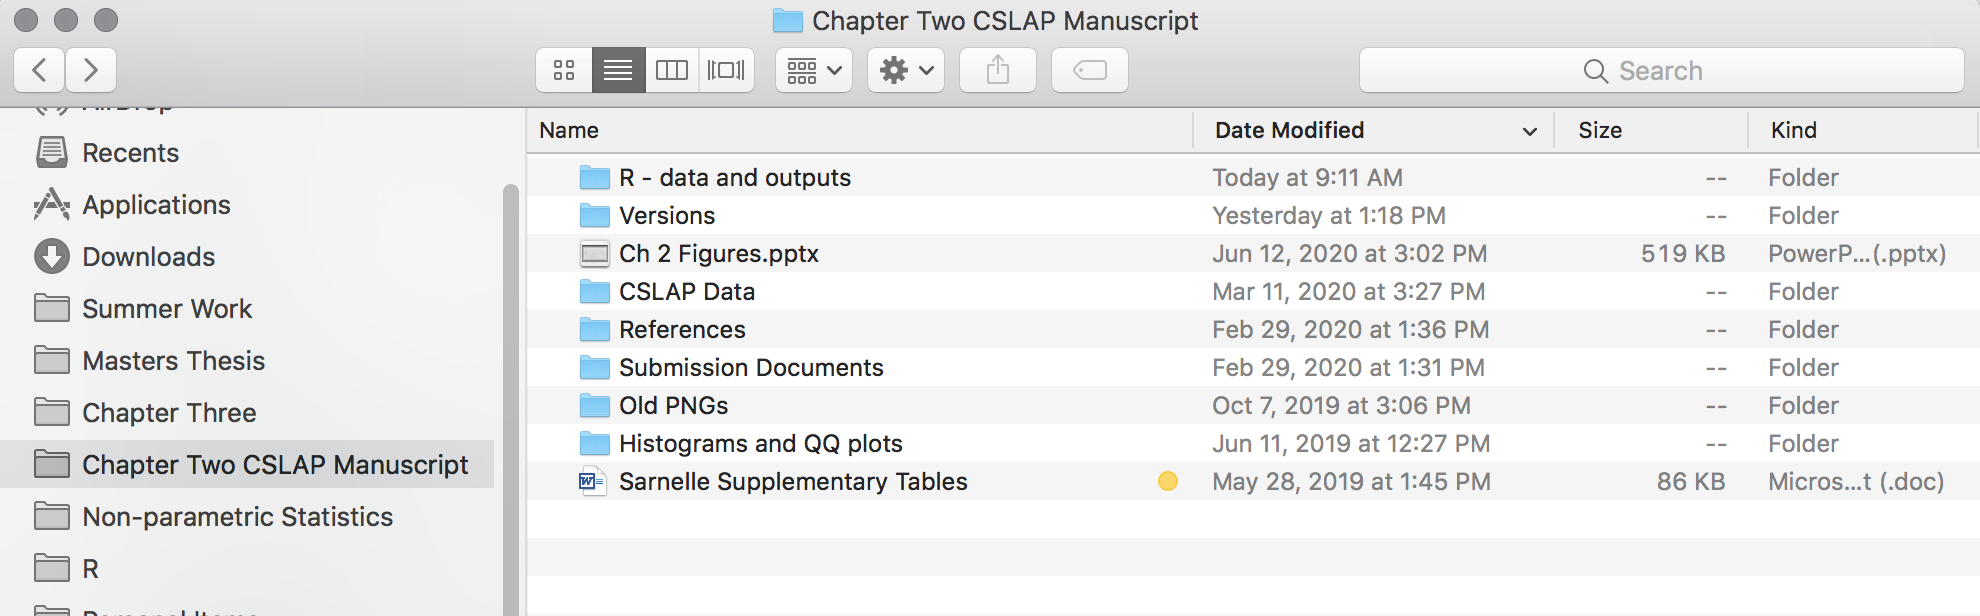 Chapter Two CSLAP Manuscript
Search
AirDrop
Recents
Applications
Downloads
Summer Work
Masters Thesis
Chapter Three
Chapter Two CSLAP Manuscript
Non-parametric Statistics
R
Name Date Modified Size Kind
R - data and outputs Today at 9:11 AM -- Folder
Versions Yesterday at 1:18 PM -- Folder
Ch 2 Figures.pptx Jun 12, 2020 at 3:02 PM 519 KB PowerP...(.pptx)
CSLAP Data Mar 11, 2020 at 3:27 PM -- Folder
References Feb 29, 2020 at 1:36 PM -- Folder
Submission Documents Feb 29, 2020 at 1:31 PM -- Folder
Old PNGs Oct 7, 2019 at 3:06 PM -- Folder
Histograms and QQ plots Jun 11, 2019 at 12:27 PM -- Folder
Sarnelle Supplementary Tables May 28, 2019 at 1:45 PM 86 KB Micros...t (.doc)